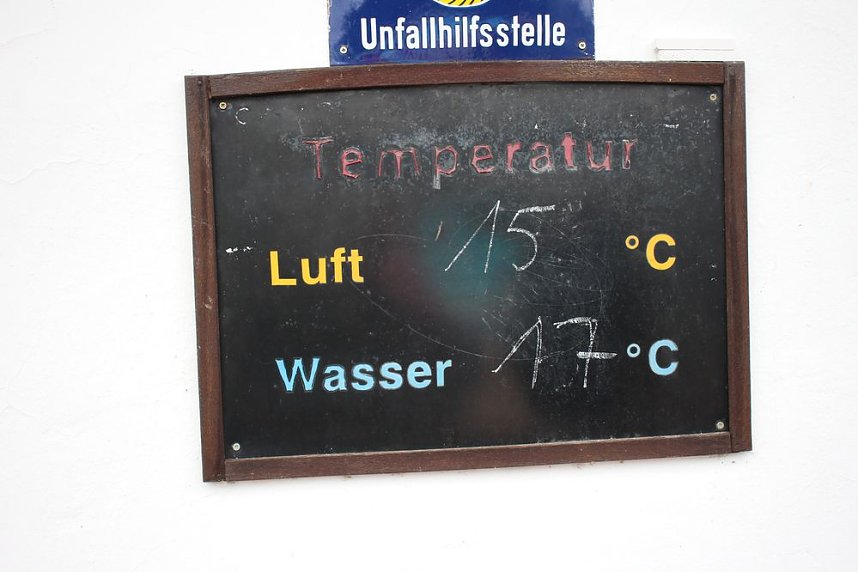 Unfallhilfsstelle
Temperatur
Luft 15 °C
Wasser 17 °C